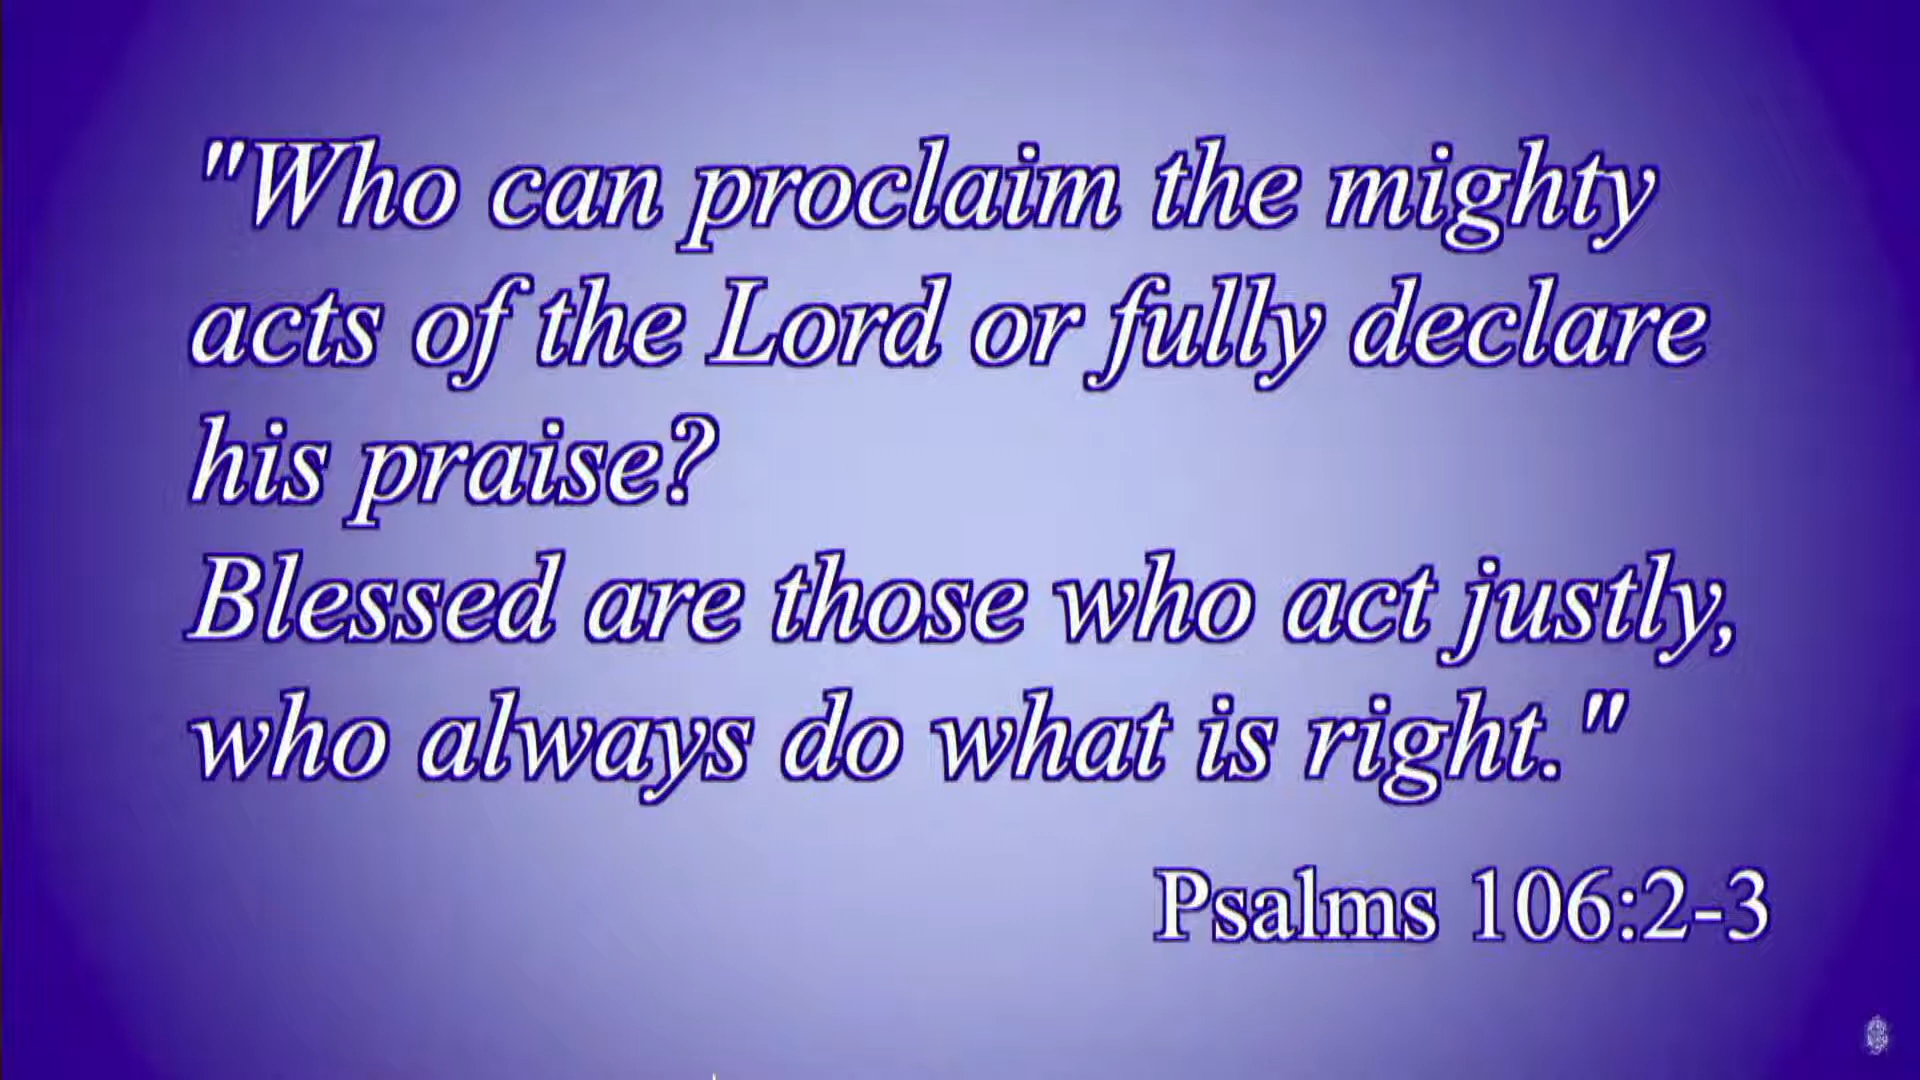 "Who can proclaim the mighty
acts of the Lord or fully declare
his praise?
Blessed are those who act justly,
who always do what is right."
Psalms 106:2-3